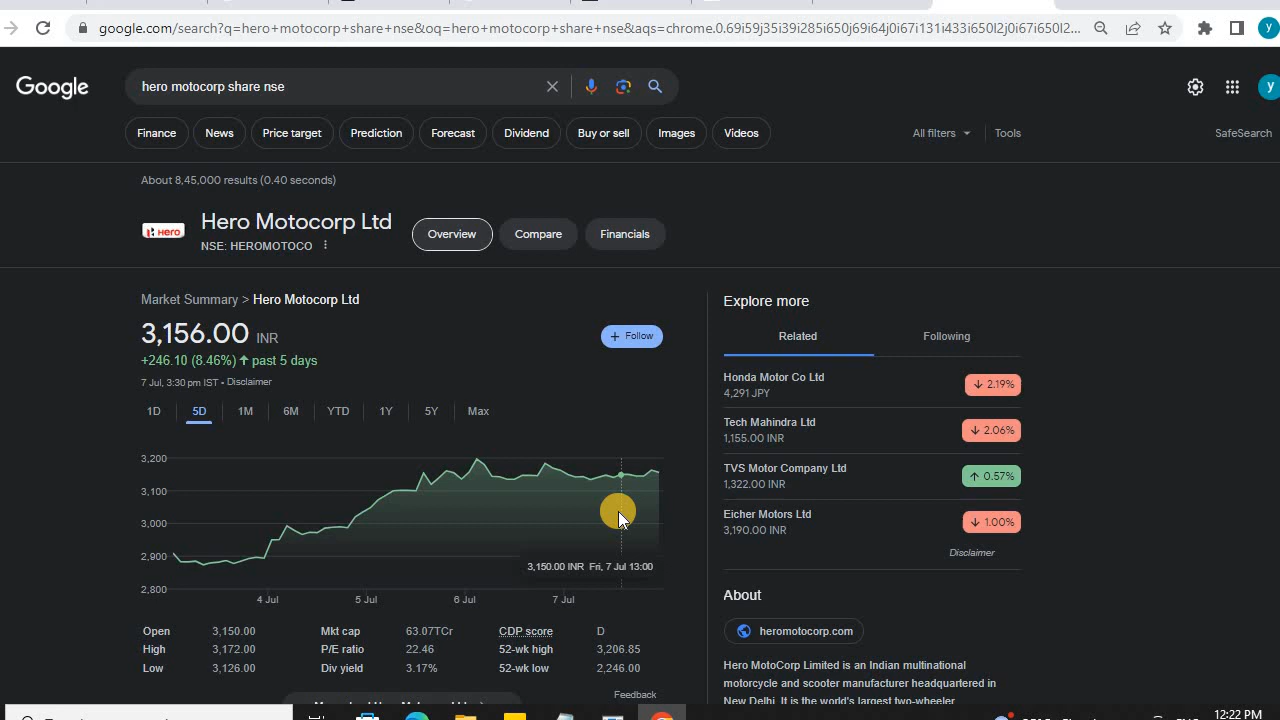 google.com/search?q=hero+motocorp+share+nse&oq=hero+motocorp+share+nse&aqs=chrome.0.69i59j35i39i285i650j69i64j0i67i131i433i650l2j0i67i650l2...
y
Google
hero motocorp share nse
y
Finance News Price target Prediction Forecast Dividend Buy or sell Images Videos All filters Tools SafeSearch
About 8,45,000 results (0.40 seconds)
Hero
Hero Motocorp Ltd
NSE: HEROMOTOCO
Overview Compare Financials
Market Summary > Hero Motocorp Ltd
3,156.00 INR
+ Follow
+246.10 (8.46%) ↑ past 5 days
7 Jul, 3:30 pm IST • Disclaimer
1D 5D 1M 6M YTD 1Y 5Y Max
3,200
3,100
3,000
2,900
2,800
3,150.00 INR Fri, 7 Jul 13:00
4 Jul 5 Jul 6 Jul 7 Jul
Open 3,150.00 Mkt cap 63.07TCr CDP score D
High 3,172.00 P/E ratio 22.46 52-wk high 3,206.85
Low 3,126.00 Div yield 3.17% 52-wk low 2,246.00
Feedback
Explore more
Related Following
Honda Motor Co Ltd
4,291 JPY
↓ 2.19%
Tech Mahindra Ltd
1,155.00 INR
↓ 2.06%
TVS Motor Company Ltd
1,322.00 INR
↑ 0.57%
Eicher Motors Ltd
3,190.00 INR
↓ 1.00%
Disclaimer
About
heromotocorp.com
Hero MotoCorp Limited is an Indian multinational
motorcycle and scooter manufacturer headquartered in
New Delhi. It is the world's largest two-wheeler
12:22 PM